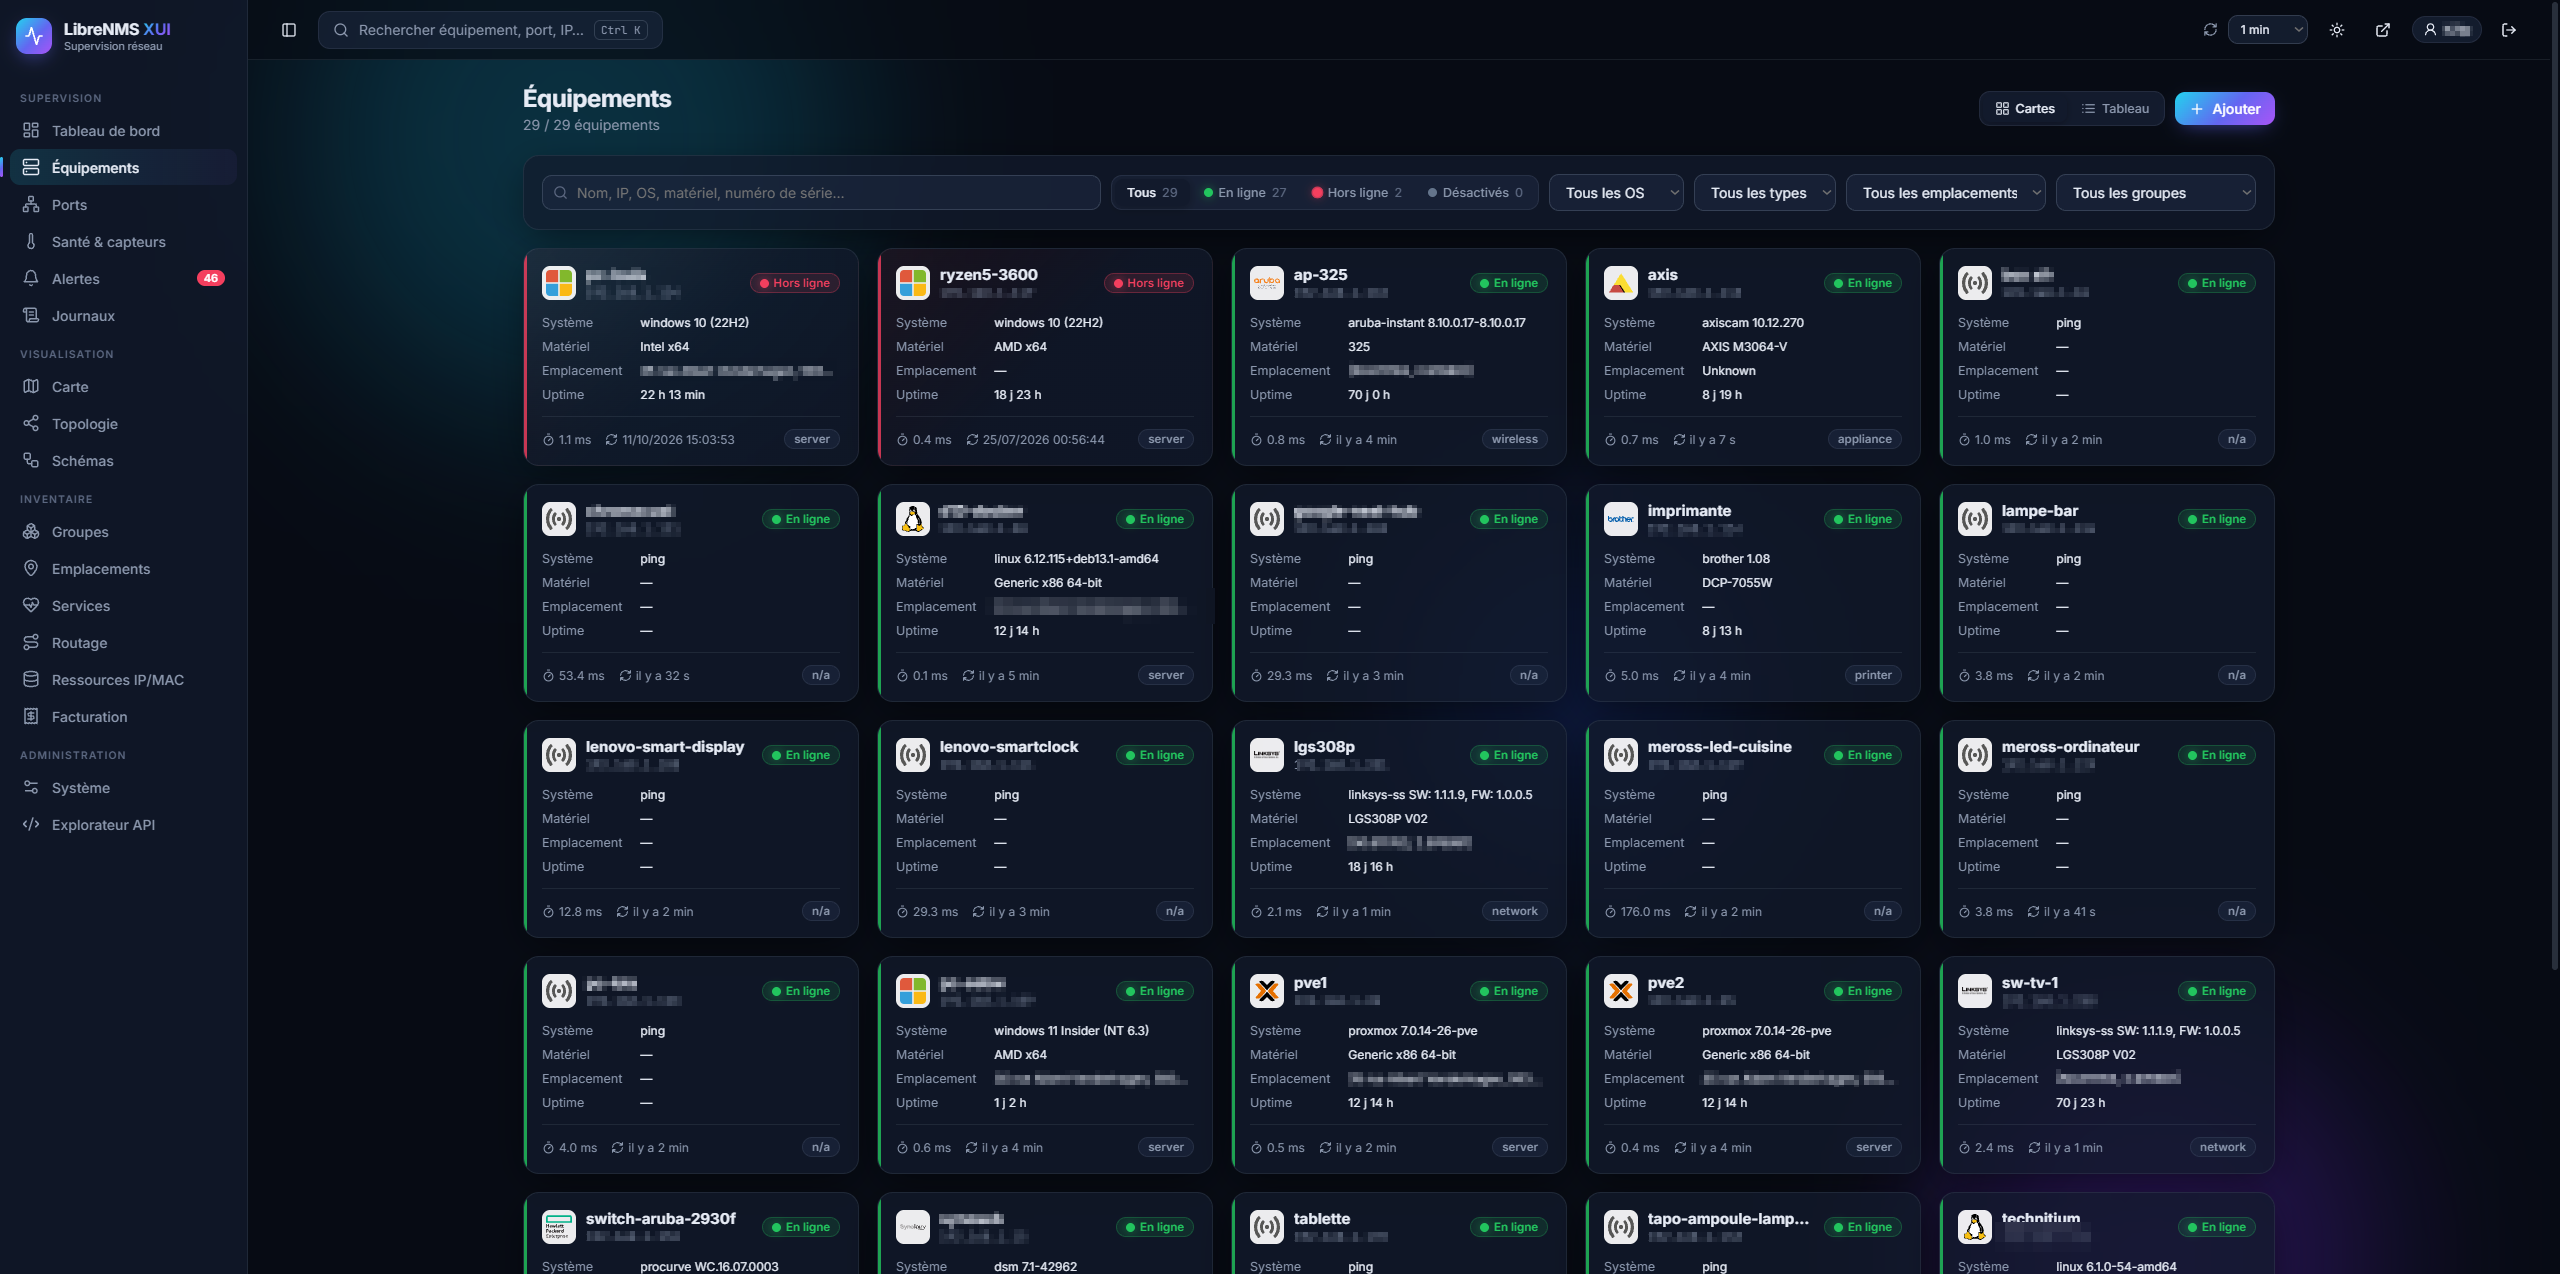 LibreNMS XUI
Supervision réseau
SUPERVISION
Tableau de bord
Équipements
Ports
Santé & capteurs
Alertes 46
Journaux
VISUALISATION
Carte
Topologie
Schémas
INVENTAIRE
Groupes
Emplacements
Services
Routage
Ressources IP/MAC
Facturation
ADMINISTRATION
Système
Explorateur API
Rechercher équipement, port, IP... Ctrl K
1 min
Équipements
29 / 29 équipements
Cartes Tableau
Ajouter
Nom, IP, OS, matériel, numéro de série...
Tous 29 En ligne 27 Hors ligne 2 Désactivés 0
Tous les OS
Tous les types
Tous les emplacements
Tous les groupes
Hors ligne
Système windows 10 (22H2)
Matériel Intel x64
Emplacement
Uptime 22 h 13 min
1.1 ms 11/10/2026 15:03:53 server
ryzen5-3600 Hors ligne
Système windows 10 (22H2)
Matériel AMD x64
Emplacement —
Uptime 18 j 23 h
0.4 ms 25/07/2026 00:56:44 server
aruba
ap-325 En ligne
Système aruba-instant 8.10.0.17-8.10.0.17
Matériel 325
Emplacement
Uptime 70 j 0 h
0.8 ms il y a 4 min wireless
axis En ligne
Système axiscam 10.12.270
Matériel AXIS M3064-V
Emplacement Unknown
Uptime 8 j 19 h
0.7 ms il y a 7 s appliance
En ligne
Système ping
Matériel —
Emplacement —
Uptime —
1.0 ms il y a 2 min n/a
En ligne
Système ping
Matériel —
Emplacement —
Uptime —
53.4 ms il y a 32 s n/a
En ligne
Système linux 6.12.115+deb13.1-amd64
Matériel Generic x86 64-bit
Emplacement
Uptime 12 j 14 h
0.1 ms il y a 5 min server
En ligne
Système ping
Matériel —
Emplacement —
Uptime —
29.3 ms il y a 3 min n/a
brother
imprimante En ligne
Système brother 1.08
Matériel DCP-7055W
Emplacement —
Uptime 8 j 13 h
5.0 ms il y a 4 min printer
lampe-bar En ligne
Système ping
Matériel —
Emplacement —
Uptime —
3.8 ms il y a 2 min n/a
lenovo-smart-display En ligne
Système ping
Matériel —
Emplacement —
Uptime —
12.8 ms il y a 2 min n/a
lenovo-smartclock En ligne
Système ping
Matériel —
Emplacement —
Uptime —
29.3 ms il y a 3 min n/a
LINKSYS
lgs308p En ligne
Système linksys-ss SW: 1.1.1.9, FW: 1.0.0.5
Matériel LGS308P V02
Emplacement
Uptime 18 j 16 h
2.1 ms il y a 1 min network
meross-led-cuisine En ligne
Système ping
Matériel —
Emplacement —
Uptime —
176.0 ms il y a 2 min n/a
meross-ordinateur En ligne
Système ping
Matériel —
Emplacement —
Uptime —
3.8 ms il y a 41 s n/a
En ligne
Système ping
Matériel —
Emplacement —
Uptime —
4.0 ms il y a 2 min n/a
En ligne
Système windows 11 Insider (NT 6.3)
Matériel AMD x64
Emplacement
Uptime 1 j 2 h
0.6 ms il y a 4 min server
pve1 En ligne
Système proxmox 7.0.14-26-pve
Matériel Generic x86 64-bit
Emplacement
Uptime 12 j 14 h
0.5 ms il y a 2 min server
pve2 En ligne
Système proxmox 7.0.14-26-pve
Matériel Generic x86 64-bit
Emplacement
Uptime 12 j 14 h
0.4 ms il y a 4 min server
LINKSYS
sw-tv-1 En ligne
Système linksys-ss SW: 1.1.1.9, FW: 1.0.0.5
Matériel LGS308P V02
Emplacement
Uptime 70 j 23 h
2.4 ms il y a 1 min network
Hewlett Packard Enterprise
switch-aruba-2930f En ligne
Système procurve WC.16.07.0003
Synology
En ligne
Système dsm 7.1-42962
tablette En ligne
Système ping
tapo-ampoule-lamp... En ligne
Système ping
technitium En ligne
Système linux 6.1.0-54-amd64